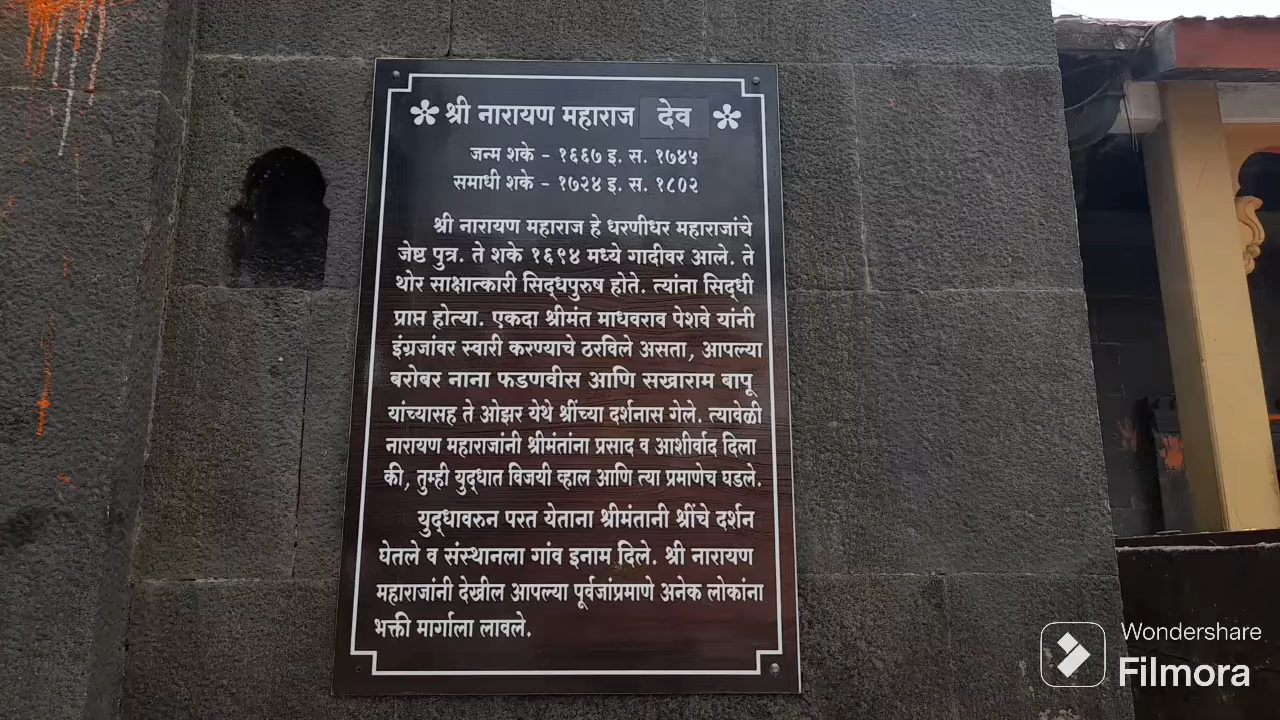 श्री नारायण महाराज देव
जन्म शके - १६६७ इ. स. १७४५
समाधी शके - १७२४ इ. स. १८०२
श्री नारायण महाराज हे धरणीधर महाराजांचे
जेष्ठ पुत्र. ते शके १६९४ मध्ये गादीवर आले. ते
थोर साक्षात्कारी सिद्धपुरुष होते. त्यांना सिद्धी
प्राप्त होत्या. एकदा श्रीमंत माधवराव पेशवे यांनी
इंग्रजांवर स्वारी करण्याचे ठरविले असता, आपल्या
बरोबर नाना फडणवीस आणि सखाराम बापू
यांच्यासह ते ओझर येथे श्रींच्या दर्शनास गेले. त्यावेळी
नारायण महाराजांनी श्रीमंतांना प्रसाद व आशीर्वाद दिला
की, तुम्ही युद्धात विजयी व्हाल आणि त्या प्रमाणेच घडले.
युद्धावरुन परत येताना श्रीमंतानी श्रींचे दर्शन
घेतले व संस्थानला गांव इनाम दिले. श्री नारायण
महाराजांनी देखील आपल्या पूर्वजांप्रमाणे अनेक लोकांना
भक्ती मार्गाला लावले.
Wondershare
Filmora